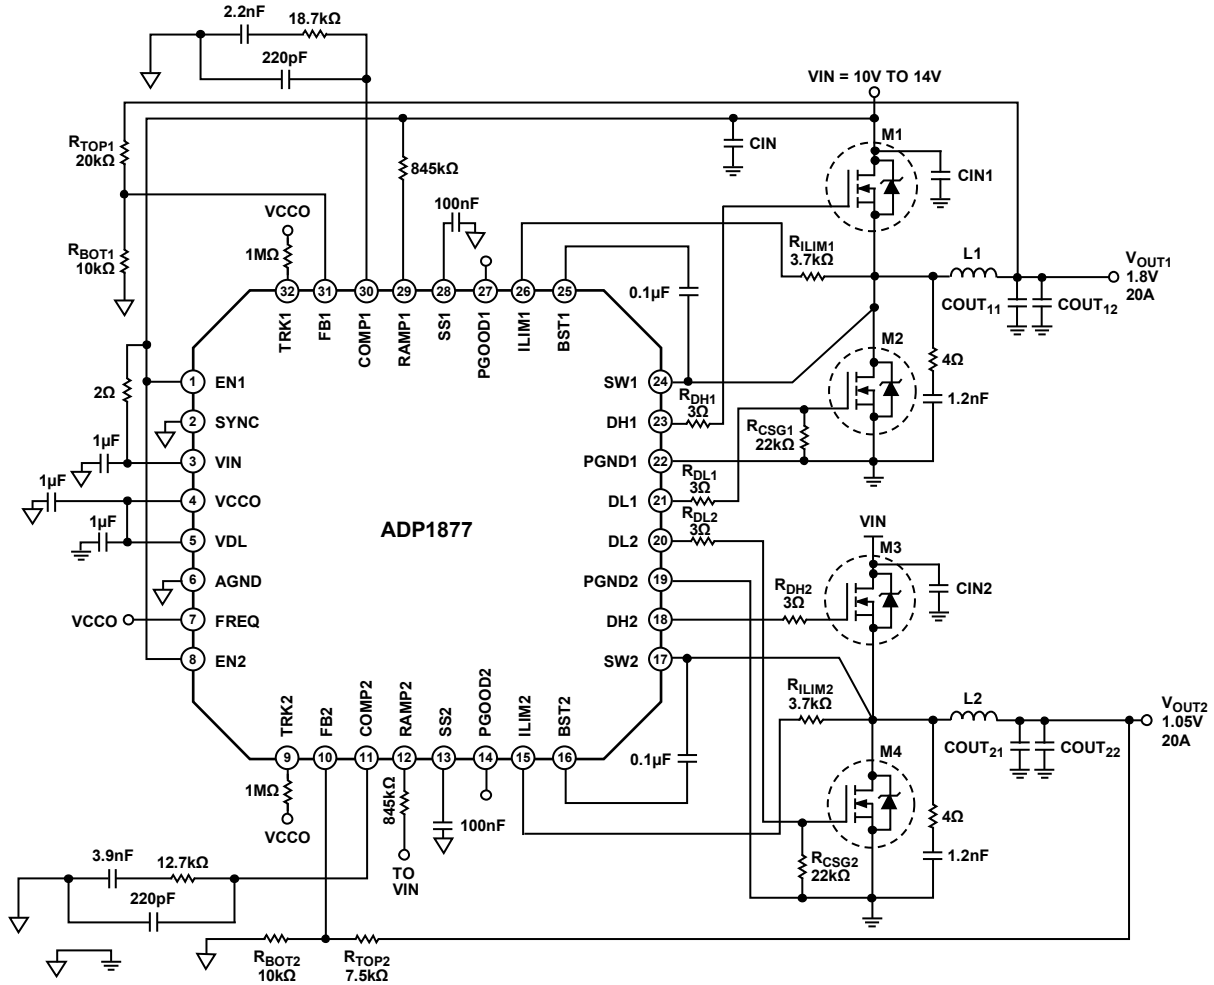 2.2nF
18.7kΩ
220pF
VIN = 10V TO 14V
RTOP1
20kΩ
845kΩ
CIN
M1
CIN1
VCCO
100nF
1MΩ
RBOT1
10kΩ
RILIM1
3.7kΩ
L1
VOUT1
1.8V
20A
0.1µF
COUT11
COUT12
32
31
30
29
28
27
26
25
TRK1
FB1
COMP1
RAMP1
SS1
PGOOD1
ILIM1
BST1
M2
4Ω
1.2nF
2Ω
1 EN1
SW1 24
RDH1
3Ω
2 SYNC
DH1 23
RCSG1
22kΩ
1µF
3 VIN
PGND1 22
1µF
4 VCCO
DL1 21
RDL1
3Ω
RDL2
3Ω
1µF
5 VDL
ADP1877
DL2 20
VIN
M3
6 AGND
PGND2 19
RDH2
3Ω
CIN2
VCCO
7 FREQ
DH2 18
8 EN2
SW2 17
TRK2
FB2
COMP2
RAMP2
SS2
PGOOD2
ILIM2
BST2
9
10
11
12
13
14
15
16
RILIM2
3.7kΩ
L2
VOUT2
1.05V
20A
COUT21
COUT22
0.1µF
M4
1MΩ
VCCO
845kΩ
TO
VIN
100nF
4Ω
1.2nF
RCSG2
22kΩ
3.9nF
12.7kΩ
220pF
RBOT2
10kΩ
RTOP2
7.5kΩ